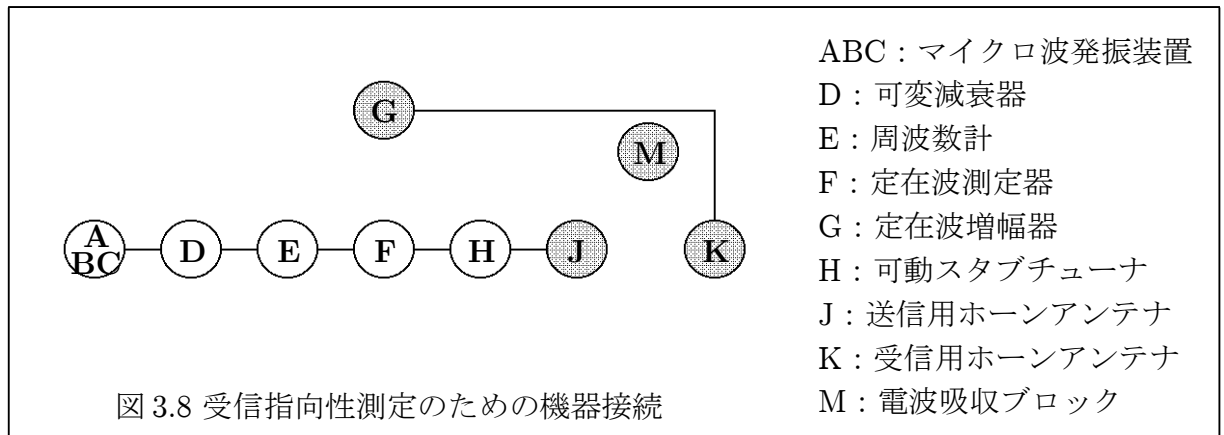 G
M
A
BC
D
E
F
H
J
K
図 3.8 受信指向性測定のための機器接続
ABC：マイクロ波発振装置
D：可変減衰器
E：周波数計
F：定在波測定器
G：定在波増幅器
H：可動スタブチューナ
J：送信用ホーンアンテナ
K：受信用ホーンアンテナ
M：電波吸収ブロック